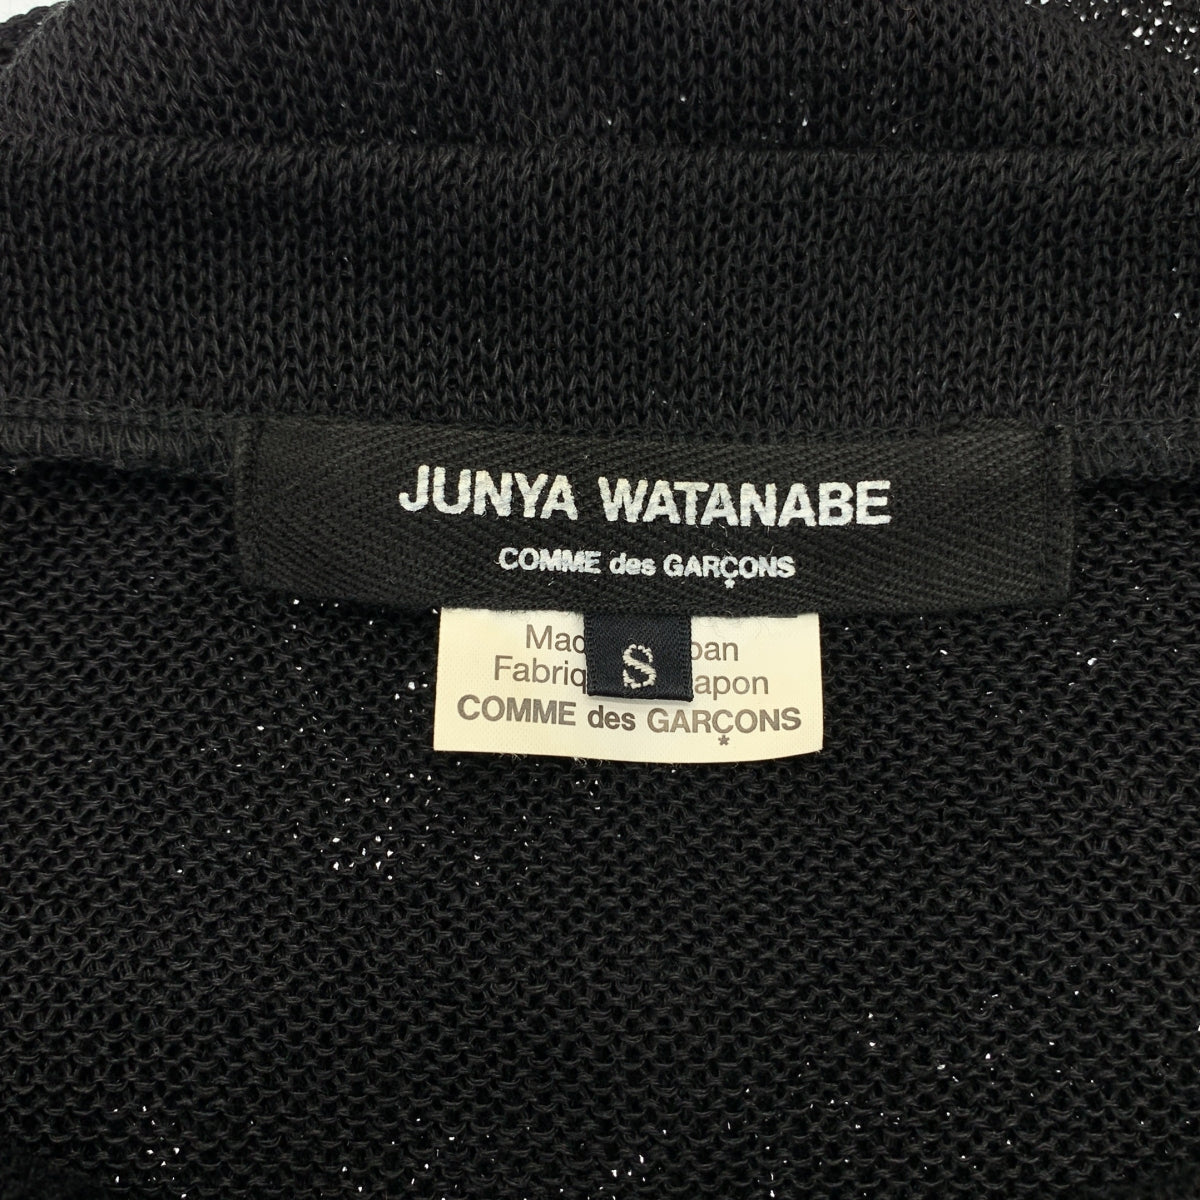 JUNYA WATANABE
COMME des GARÇONS
*
S
COMME des GARÇONS
*